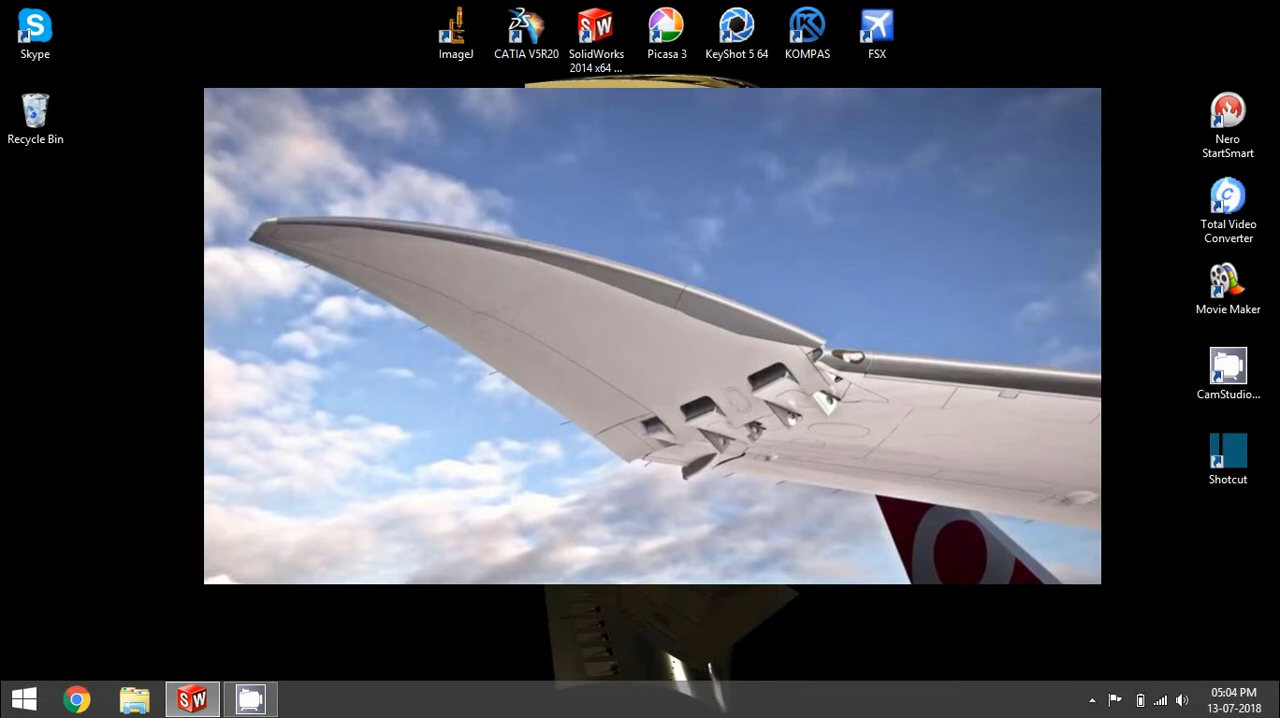 Skype
ImageJ
CATIA V5R20
SolidWorks
2014 x64 ...
Picasa 3
KeyShot 5 64
KOMPAS
FSX
Recycle Bin
Nero
StartSmart
Total Video
Converter
Movie Maker
CamStudio...
Shotcut
SW
05:04 PM
13-07-2018